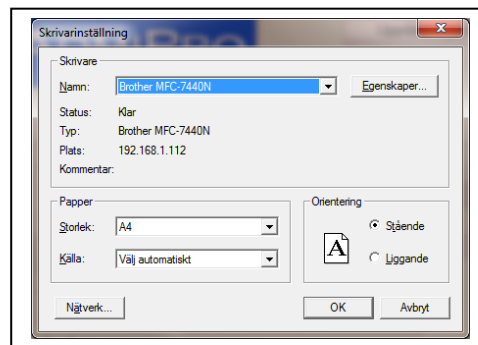 Skrivarinställning
Skrivare
Namn: Brother MFC-7440N Egenskaper...
Status: Klar
Typ: Brother MFC-7440N
Plats: 192.168.1.112
Kommentar:
Papper
Storlek: A4
Källa: Välj automatiskt
Orientering
A
Stående
Liggande
Nätverk... OK Avbryt